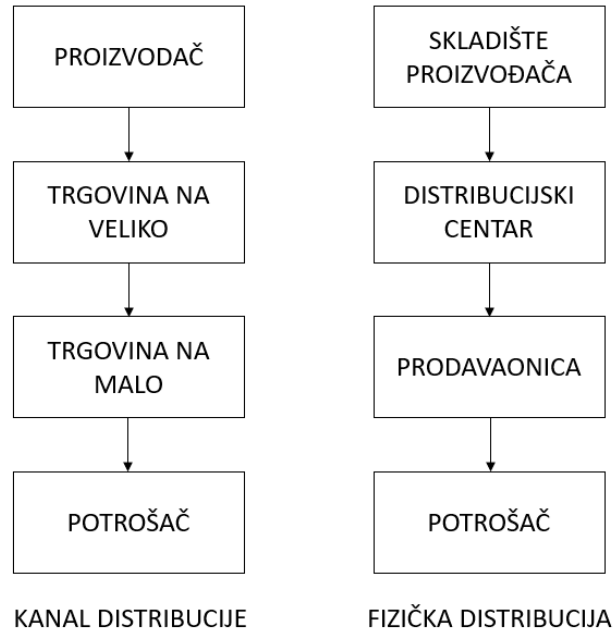 PROIZVODAČ
TRGOVINA NA
VELIKO
TRGOVINA NA
MALO
POTROŠAČ
KANAL DISTRIBUCIJE
SKLADIŠTE
PROIZVOĐAČA
DISTRIBUCIJSKI
CENTAR
PRODAVAONICA
POTROŠAČ
FIZIČKA DISTRIBUCIJA